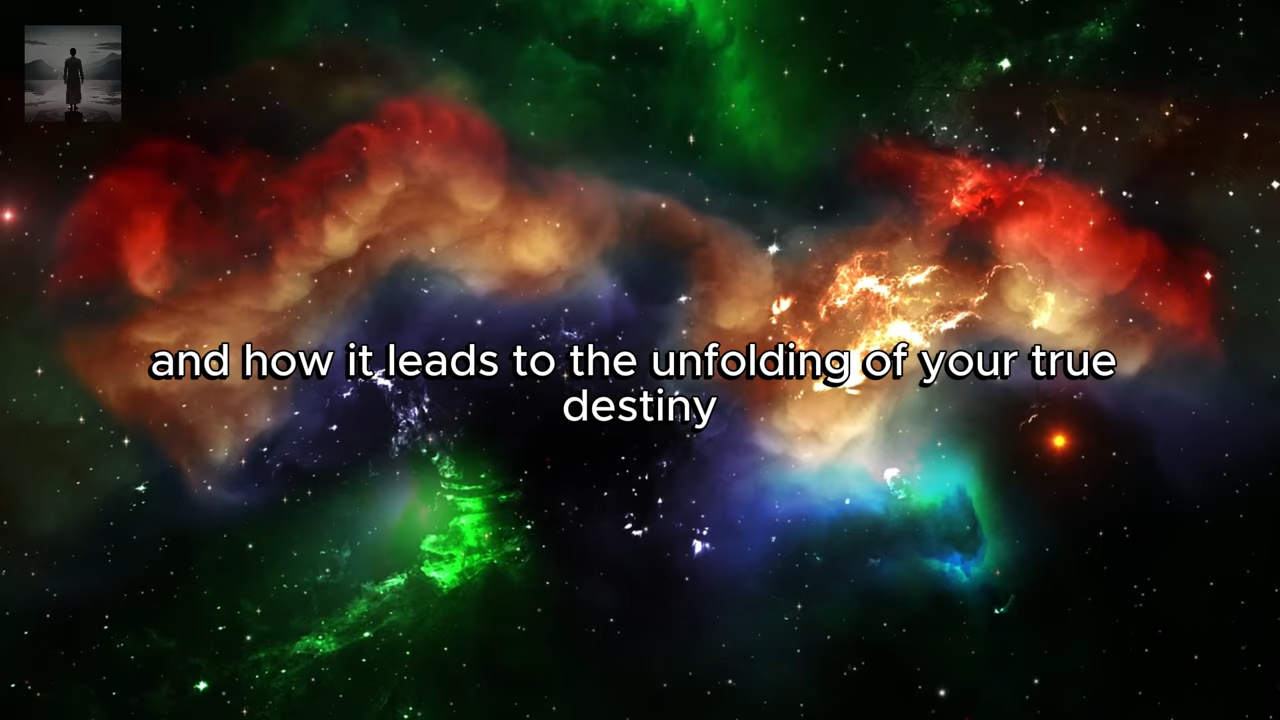 and how it leads to the unfolding of your true
destiny